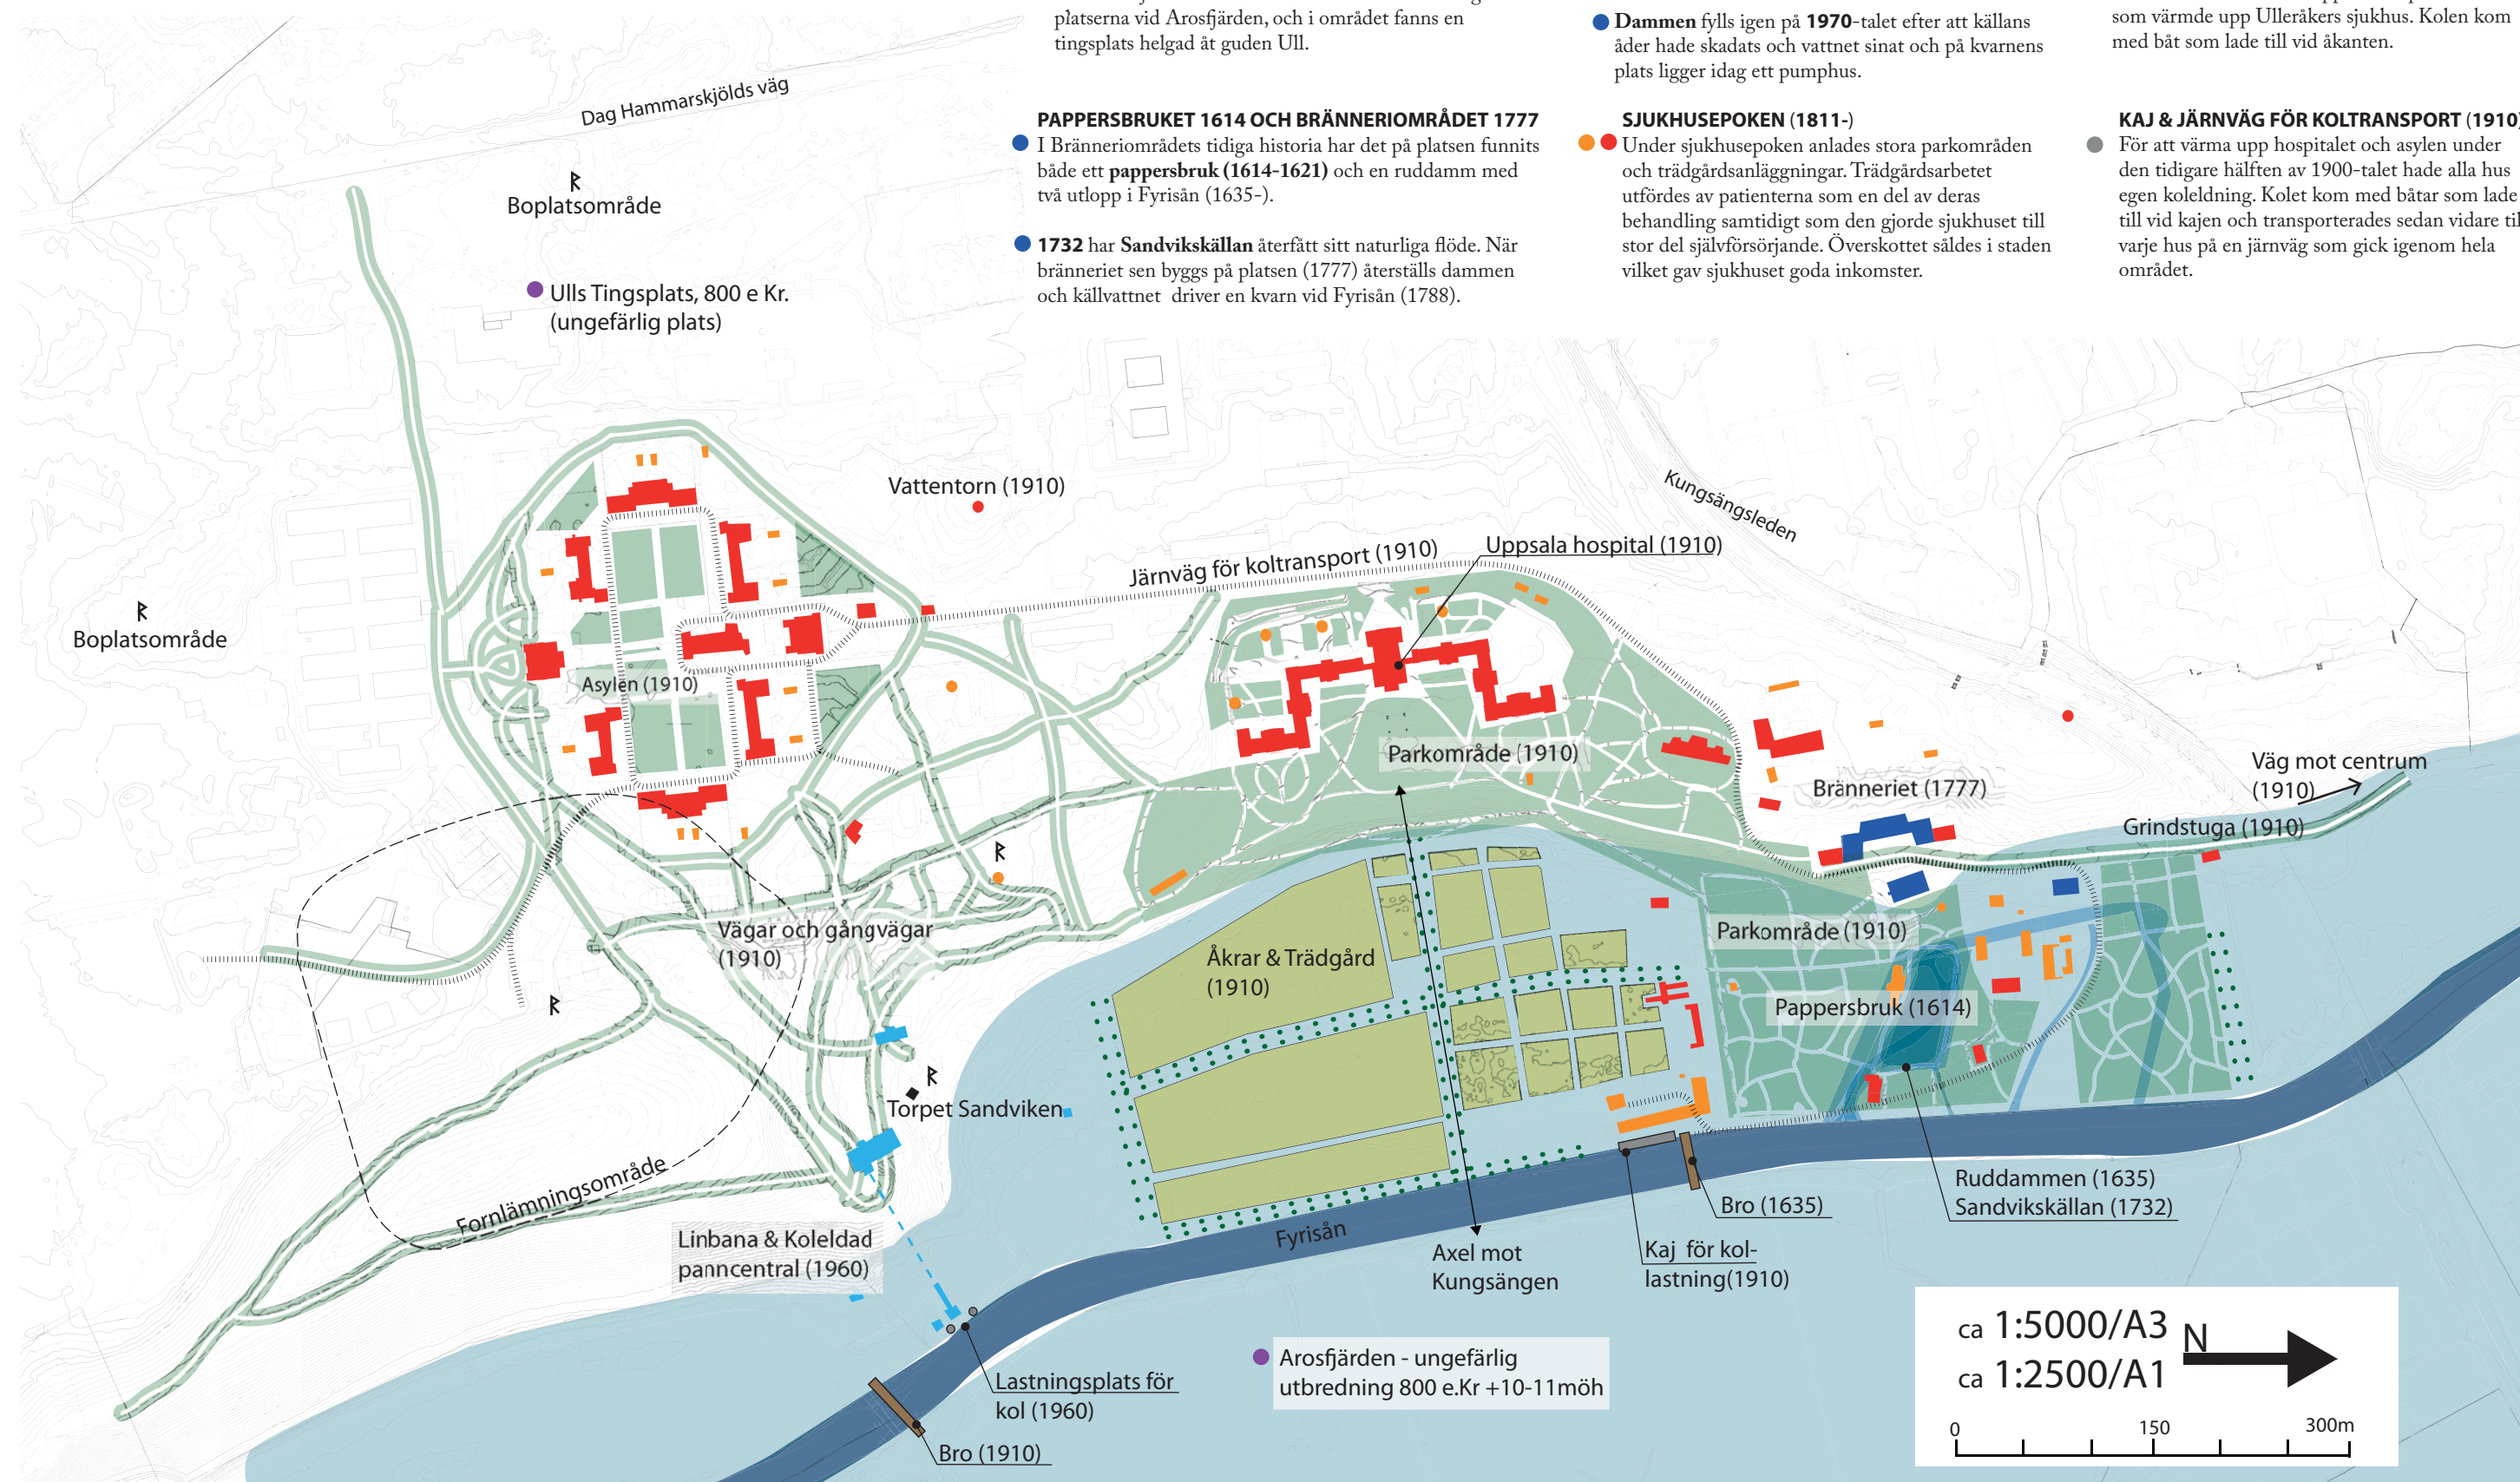 platserna vid Arosfjärden, och i området fanns en
tingsplats helgad åt guden Ull.
PAPPERSBRUKET 1614 OCH BRÄNNERIOMRÅDET 1777
I Bränneriområdets tidiga historia har det på platsen funnits
både ett pappersbruk (1614-1621) och en ruddamm med
två utlopp i Fyrisån (1635-).
1732 har Sandvikskällan återfått sitt naturliga flöde. När
bränneriet sen byggs på platsen (1777) återställs dammen
och källvattnet driver en kvarn vid Fyrisån (1788).
Dammen fylls igen på 1970-talet efter att källans
åder hade skadats och vattnet sinat och på kvarnens
plats ligger idag ett pumphus.
SJUKHUSEPOKEN (1811-)
Under sjukhusepoken anlades stora parkområden
och trädgårdsanläggningar. Trädgårdsarbetet
utfördes av patienterna som en del av deras
behandling samtidigt som den gjorde sjukhuset till
stor del självförsörjande. Överskottet såldes i staden
vilket gav sjukhuset goda inkomster.
som värmde upp Ulleråkers sjukhus. Kolen kom
med båt som lade till vid åkanten.
KAJ & JÄRNVÄG FÖR KOLTRANSPORT (1910)
För att värma upp hospitalet och asylen under
den tidigare hälften av 1900-talet hade alla hus
egen koleldning. Kolet kom med båtar som lade
till vid kajen och transporterades sedan vidare til
varje hus på en järnväg som gick igenom hela
området.
Dag Hammarskjölds väg
Boplatsområde
Ulls Tingsplats, 800 e Kr.
(ungefärlig plats)
Vattentorn (1910)
Kungsängsleden
Järnväg för koltransport (1910)
Uppsala hospital (1910)
Boplatsområde
Asylen (1910)
Parkområde (1910)
Bränneriet (1777)
Väg mot centrum
(1910)
Grindstuga (1910)
Vägar och gångvägar
(1910)
Åkrar & Trädgård
(1910)
Parkområde (1910)
Pappersbruk (1614)
Torpet Sandviken
Fornlämningsområde
Linbana & Koleldad
panncentral (1960)
Fyrisån
Axel mot
Kungsängen
Kaj för kol-
lastning(1910)
Bro (1635)
Ruddammen (1635)
Sandvikskällan (1732)
Arosfjärden - ungefärlig
utbredning 800 e.Kr +10-11möh
Lastningsplats för
kol (1960)
Bro (1910)
ca 1:5000/A3
N
ca 1:2500/A1
0 150 300m